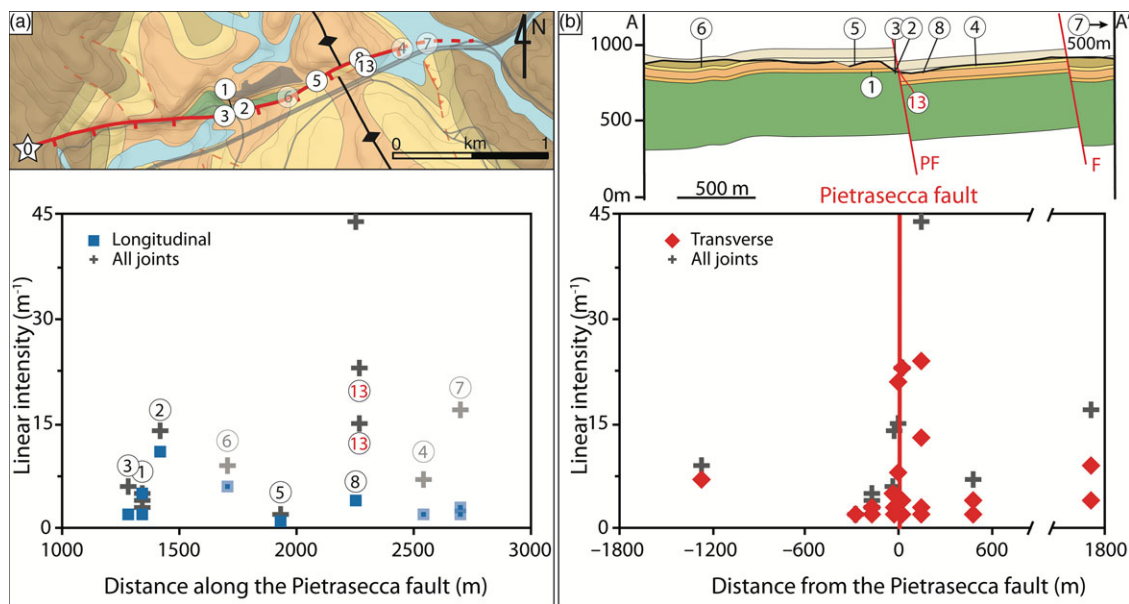 (a)
N
0
1
3
2
6
5
8
13
4
7
0 km 1
45
30
15
0
Linear intensity (m⁻¹)
Longitudinal
All joints
3
1
2
6
5
13
13
8
4
7
1000 1500 2000 2500 3000
Distance along the Pietrasecca fault (m)
(b)
A A'
6 5 3 2 8 4 7
500m
1000
500
0m
1
13
PF
F
500 m
Pietrasecca fault
45
30
15
0
Linear intensity (m⁻¹)
Transverse
All joints
–1800 –1200 –600 0 600 1800
Distance from the Pietrasecca fault (m)